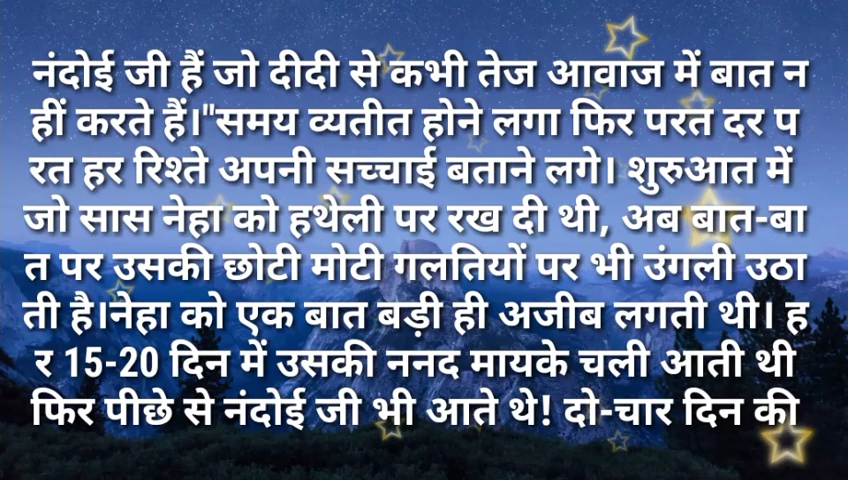 नंदोई जी हैं जो दीदी से कभी तेज आवाज में बात न
हीं करते हैं।"समय व्यतीत होने लगा फिर परत दर प
रत हर रिश्ते अपनी सच्चाई बताने लगे। शुरुआत में
जो सास नेहा को हथेली पर रख दी थी, अब बात-बा
त पर उसकी छोटी मोटी गलतियों पर भी उंगली उठा
ती है।नेहा को एक बात बड़ी ही अजीब लगती थी। ह
र 15-20 दिन में उसकी ननद मायके चली आती थी
फिर पीछे से नंदोई जी भी आते थे! दो-चार दिन की